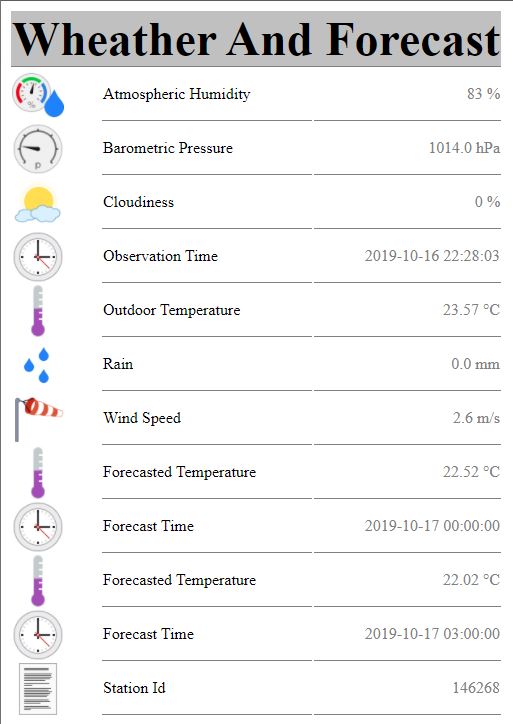 Wheather And Forecast
Atmospheric Humidity 83 %
Barometric Pressure 1014.0 hPa
Cloudiness 0 %
Observation Time 2019-10-16 22:28:03
Outdoor Temperature 23.57 °C
Rain 0.0 mm
Wind Speed 2.6 m/s
Forecasted Temperature 22.52 °C
Forecast Time 2019-10-17 00:00:00
Forecasted Temperature 22.02 °C
Forecast Time 2019-10-17 03:00:00
Station Id 146268
%
p